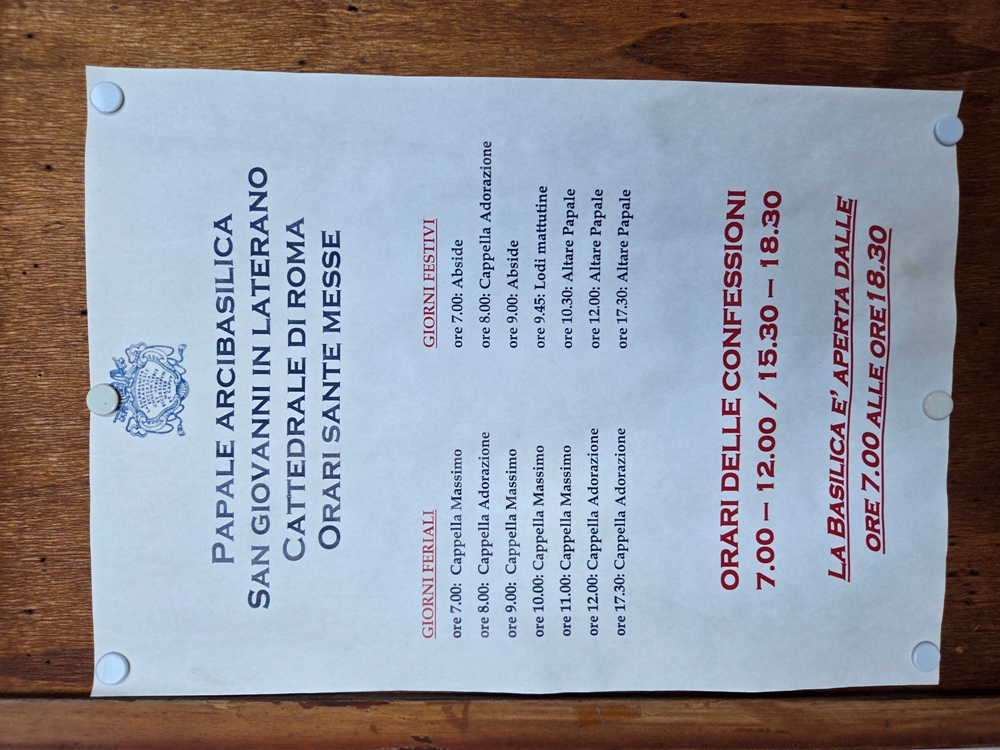 PAPALE ARCIBASILICA
SAN GIOVANNI IN LATERANO
CATTEDRALE DI ROMA
ORARI SANTE MESSE
GIORNI FERIALI
ore 7.00: Cappella Massimo
ore 8.00: Cappella Adorazione
ore 9.00: Cappella Massimo
ore 10.00: Cappella Massimo
ore 11.00: Cappella Massimo
ore 12.00: Cappella Adorazione
ore 17.30: Cappella Adorazione
GIORNI FESTIVI
ore 7.00: Abside
ore 8.00: Cappella Adorazione
ore 9.00: Abside
ore 9.45: Lodi mattutine
ore 10.30: Altare Papale
ore 12.00: Altare Papale
ore 17.30: Altare Papale
ORARI DELLE CONFESSIONI
7.00 – 12.00 / 15.30 – 18.30
LA BASILICA E' APERTA DALLE
ORE 7.00 ALLE ORE18.30